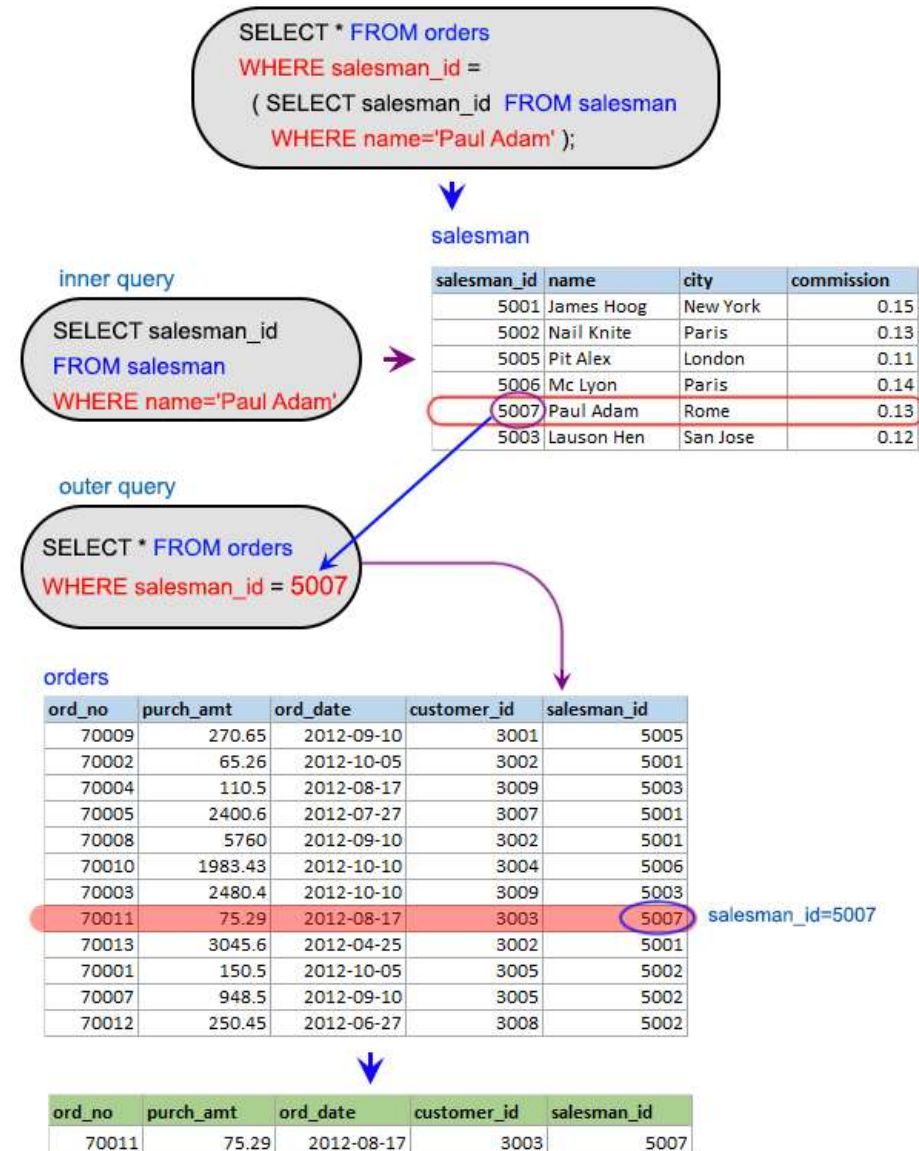 SELECT * FROM orders
WHERE salesman_id =
( SELECT salesman_id FROM salesman
WHERE name='Paul Adam' );
salesman
salesman_id name city commission
5001 James Hoog New York 0.15
5002 Nail Knite Paris 0.13
5005 Pit Alex London 0.11
5006 Mc Lyon Paris 0.14
5007 Paul Adam Rome 0.13
5003 Lauson Hen San Jose 0.12
inner query
SELECT salesman_id
FROM salesman
WHERE name='Paul Adam'
outer query
SELECT * FROM orders
WHERE salesman_id = 5007
orders
ord_no purch_amt ord_date customer_id salesman_id
70009 270.65 2012-09-10 3001 5005
70002 65.26 2012-10-05 3002 5001
70004 110.5 2012-08-17 3009 5003
70005 2400.6 2012-07-27 3007 5001
70008 5760 2012-09-10 3002 5001
70010 1983.43 2012-10-10 3004 5006
70003 2480.4 2012-10-10 3009 5003
70011 75.29 2012-08-17 3003 5007
salesman_id=5007
70013 3045.6 2012-04-25 3002 5001
70001 150.5 2012-10-05 3005 5002
70007 948.5 2012-09-10 3005 5002
70012 250.45 2012-06-27 3008 5002
ord_no purch_amt ord_date customer_id salesman_id
70011 75.29 2012-08-17 3003 5007